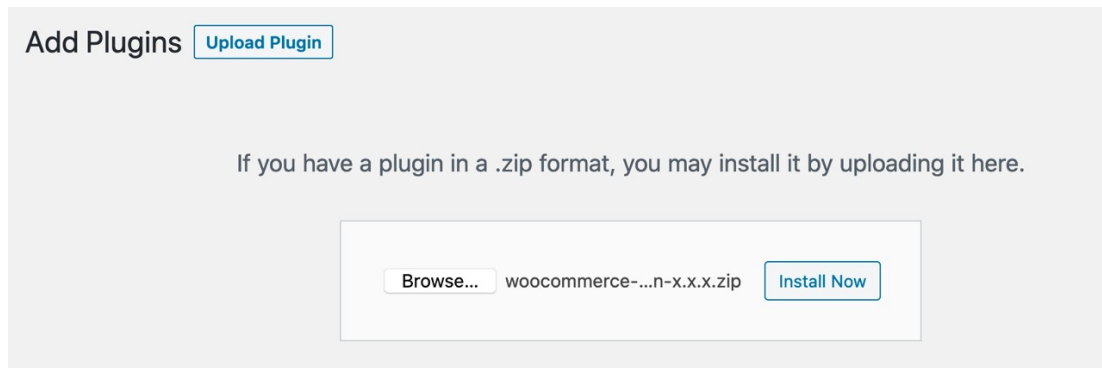 Add Plugins Upload Plugin
If you have a plugin in a .zip format, you may install it by uploading it here.
Browse... woocommerce-...n-x.x.x.zip Install Now